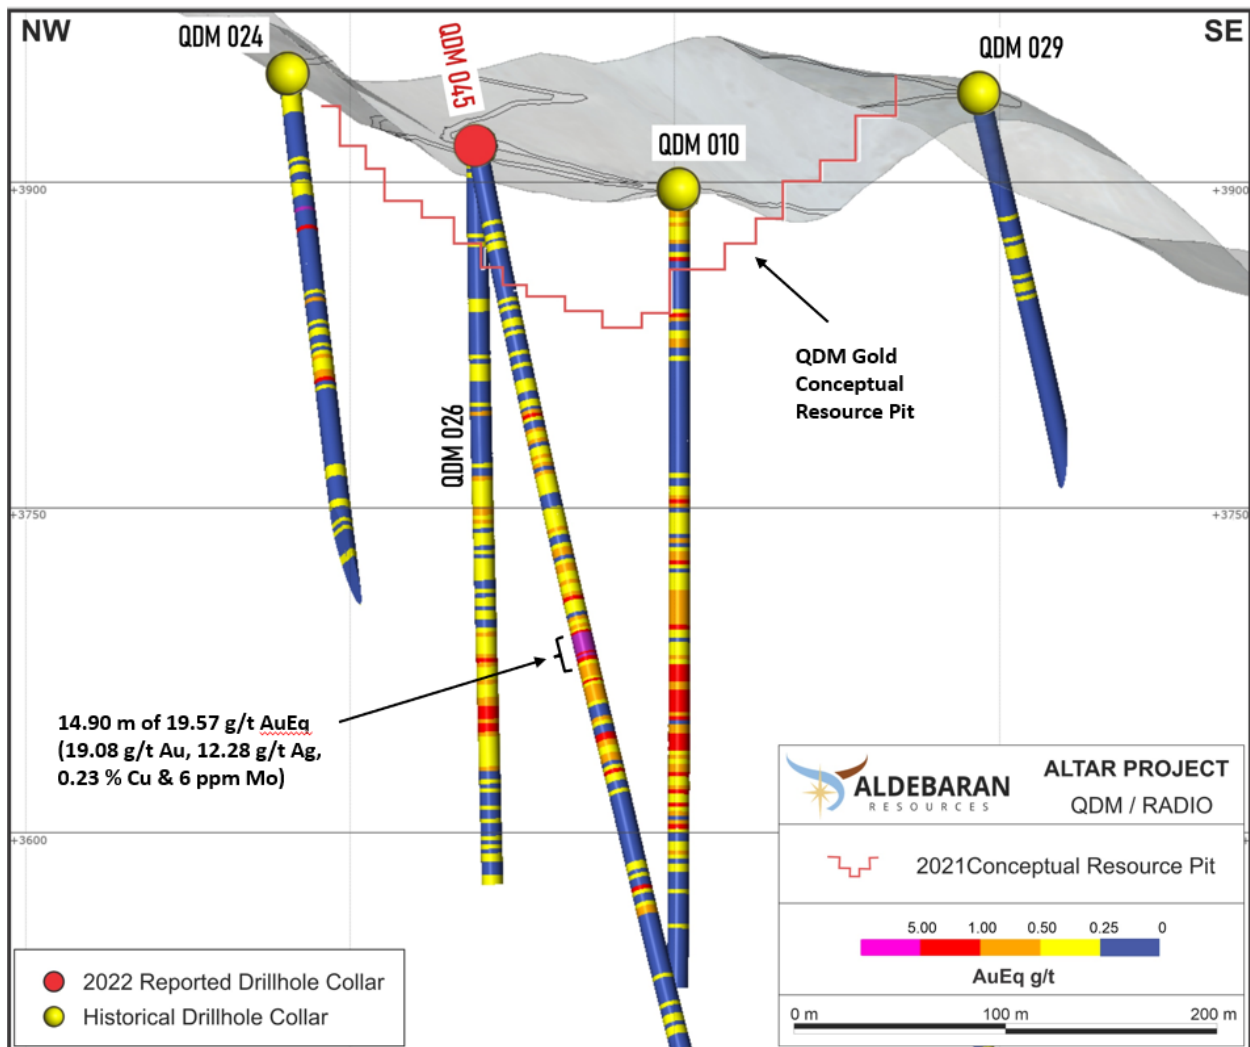 NW
SE
QDM 024
QDM 045
QDM 010
QDM 029
+3900
+3900
QDM Gold
Conceptual
Resource Pit
QDM 026
+3750
+3750
14.90 m of 19.57 g/t AuEq
(19.08 g/t Au, 12.28 g/t Ag,
0.23 % Cu & 6 ppm Mo)
+3600
ALDEBARAN
RESOURCES
ALTAR PROJECT
QDM / RADIO
2021Conceptual Resource Pit
5.00 1.00 0.50 0.25 0
AuEq g/t
0 m 100 m 200 m
2022 Reported Drillhole Collar
Historical Drillhole Collar